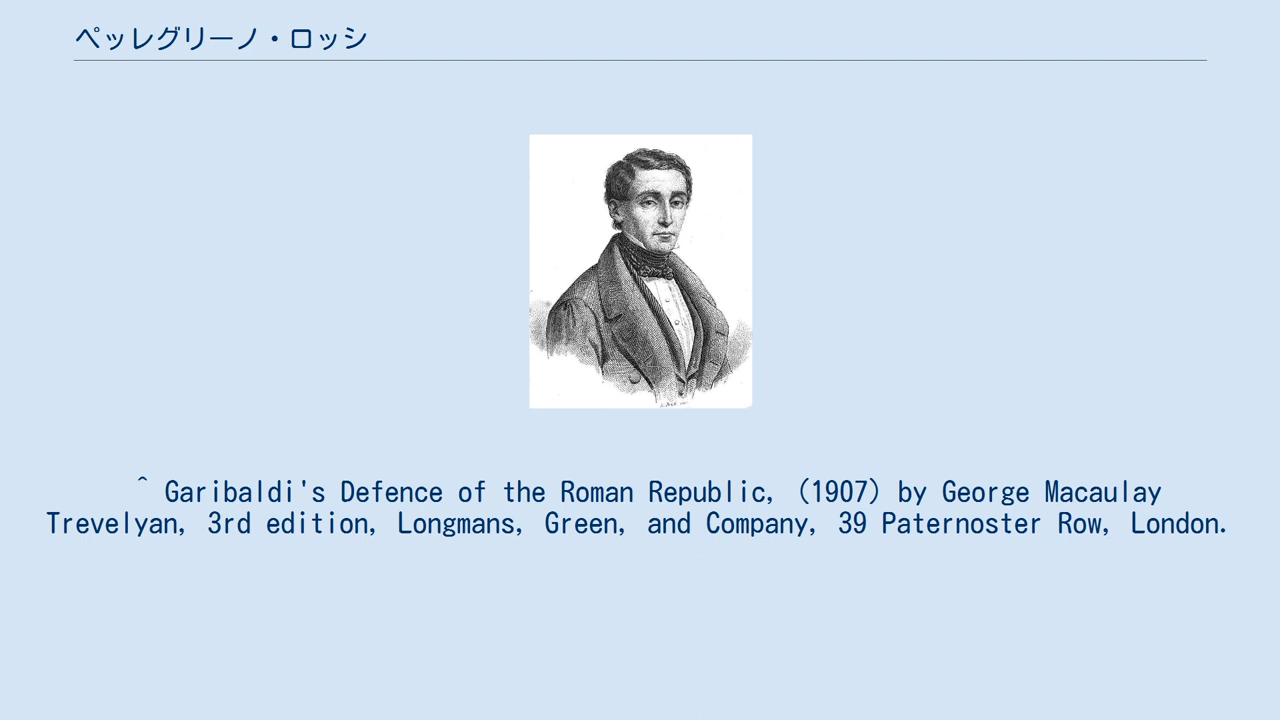 ペッレグリーノ・ロッシ
^ Garibaldi's Defence of the Roman Republic, (1907) by George Macaulay
Trevelyan, 3rd edition, Longmans, Green, and Company, 39 Paternoster Row, London.